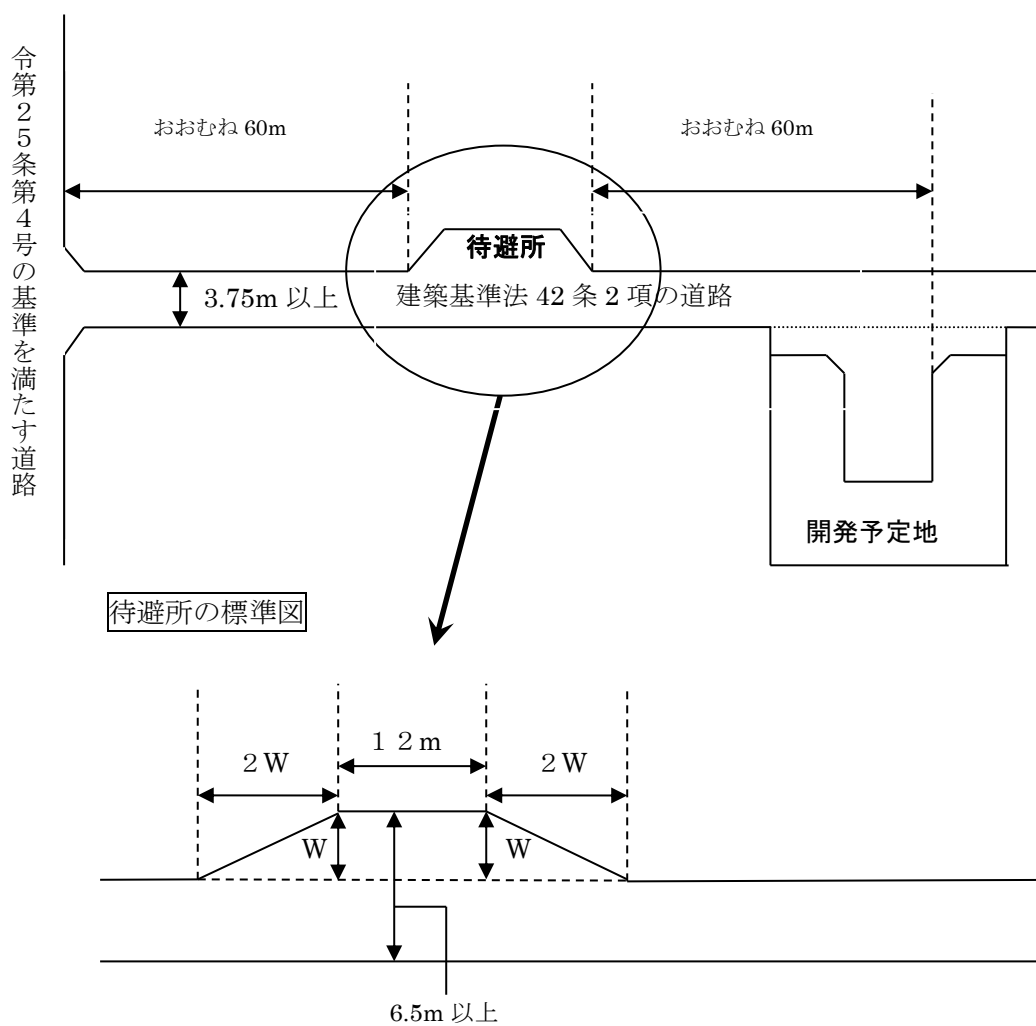 令第２５条第４号の基準を満たす道路
おおむね 60m
おおむね 60m
待避所
3.75m 以上
建築基準法 42 条 2 項の道路
開発予定地
待避所の標準図
１２m
２W
２W
W
W
6.5m 以上